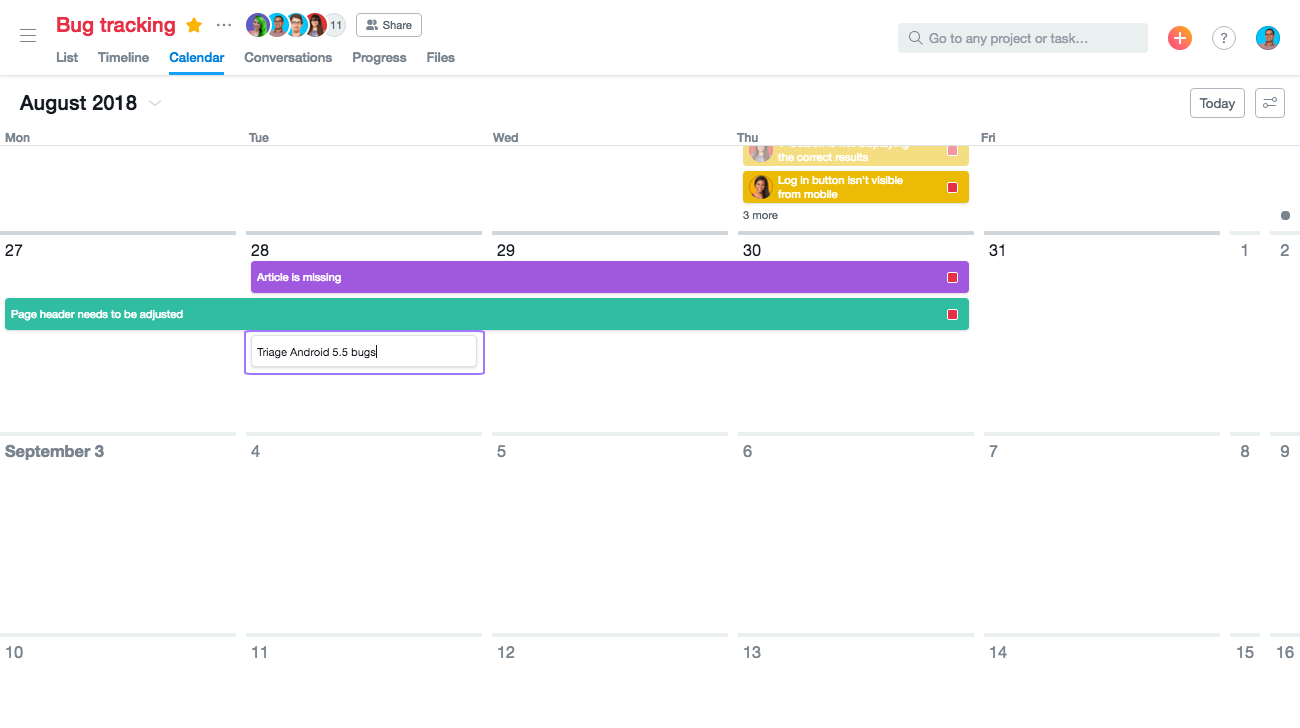 Bug tracking
11
Share
Go to any project or task…
?
List Timeline Calendar Conversations Progress Files
August 2018
Today
Mon Tue Wed Thu Fri
the correct results
Log in button isn't visible
from mobile
3 more
27 28 29 30 31 1 2
Article is missing
Page header needs to be adjusted
Triage Android 5.5 bugs
September 3 4 5 6 7 8 9
10 11 12 13 14 15 16